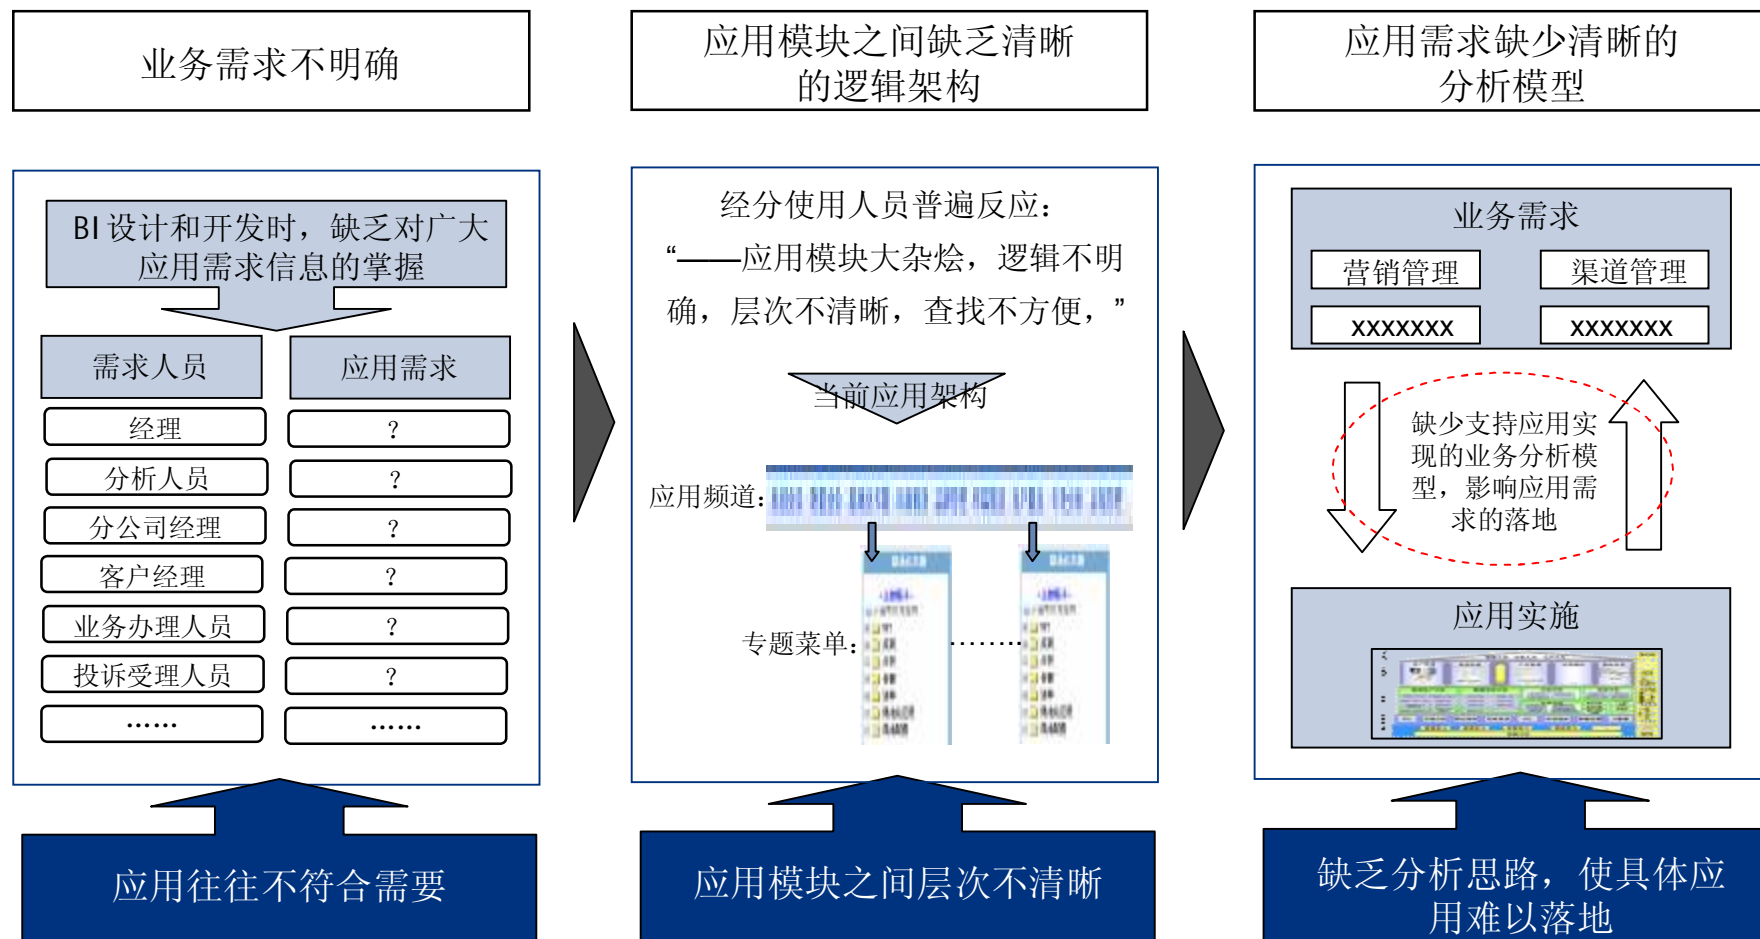 业务需求不明确
应用模块之间缺乏清晰
的逻辑架构
应用需求缺少清晰的
分析模型
BI 设计和开发时，缺乏对广大
应用需求信息的掌握
需求人员
应用需求
经理
？
分析人员
？
分公司经理
？
客户经理
？
业务办理人员
？
投诉受理人员
？
……
……
应用往往不符合需要
经分使用人员普遍反应：
“——应用模块大杂烩，逻辑不明
确，层次不清晰，查找不方便，”
当前应用架构
应用频道：
专题菜单：
………
应用模块之间层次不清晰
业务需求
营销管理
渠道管理
xxxxxxx
xxxxxxx
缺少支持应用实
现的业务分析模
型，影响应用需
求的落地
应用实施
缺乏分析思路，使具体应
用难以落地